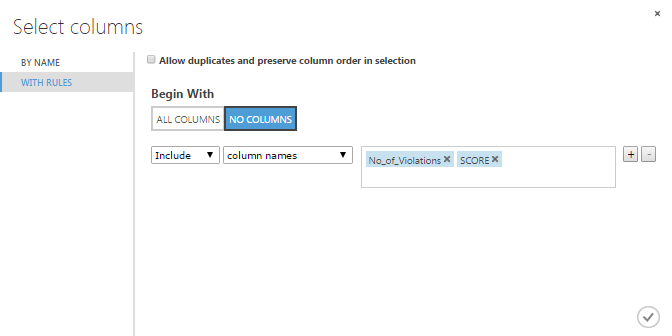 Select columns
BY NAME
WITH RULES
Allow duplicates and preserve column order in selection
Begin With
ALL COLUMNS NO COLUMNS
Include column names No_of_Violations SCORE + -